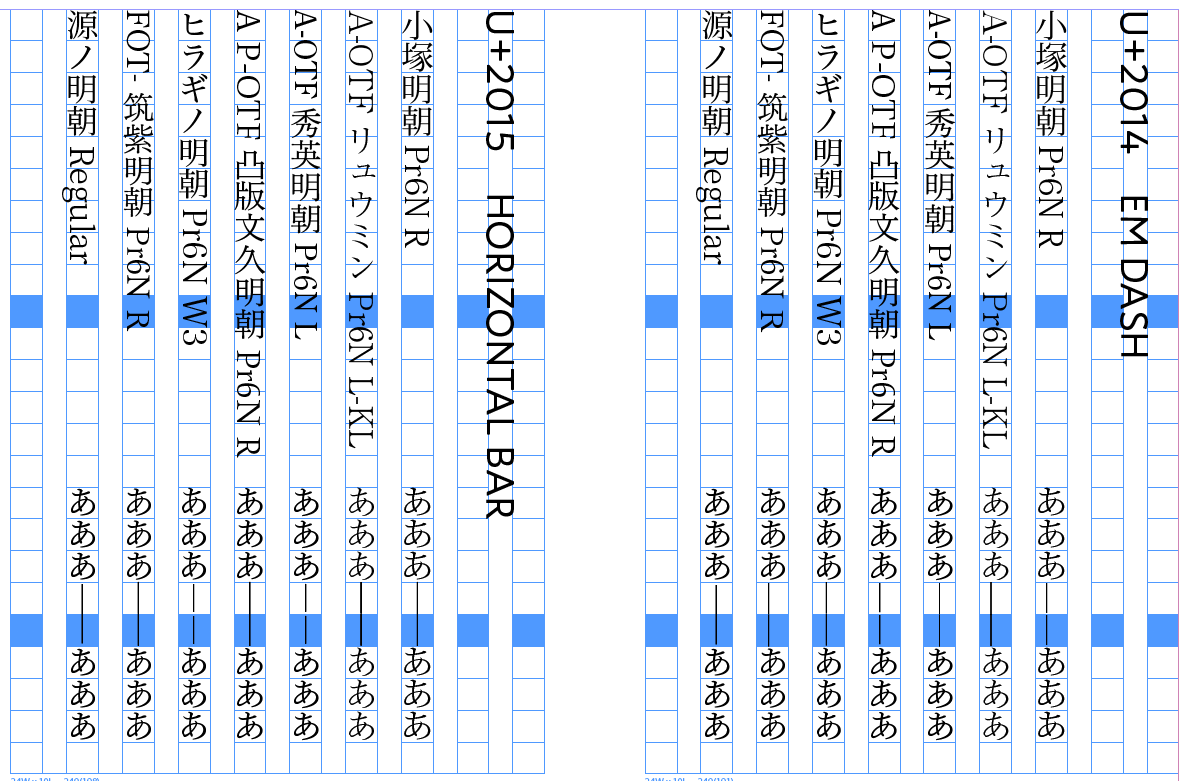 U+2014　EM DASH
小塚明朝 Pr6N R　あああ——あああ
A-OTF リュウミン Pr6N L-KL　あああ——あああ
A-OTF 秀英明朝 Pr6N L　あああ——あああ
A P-OTF 凸版文久明朝 Pr6N R　あああ——あああ
ヒラギノ明朝 Pr6N W3　あああ——あああ
FOT- 筑紫明朝 Pr6N R　あああ——あああ
源ノ明朝 Regular　あああ——あああ
U+2015　HORIZONTAL BAR
小塚明朝 Pr6N R　あああ――あああ
A-OTF リュウミン Pr6N L-KL　あああ――あああ
A-OTF 秀英明朝 Pr6N L　あああ――あああ
A P-OTF 凸版文久明朝 Pr6N R　あああ――あああ
ヒラギノ明朝 Pr6N W3　あああ――あああ
FOT- 筑紫明朝 Pr6N R　あああ――あああ
源ノ明朝 Regular　あああ――あああ